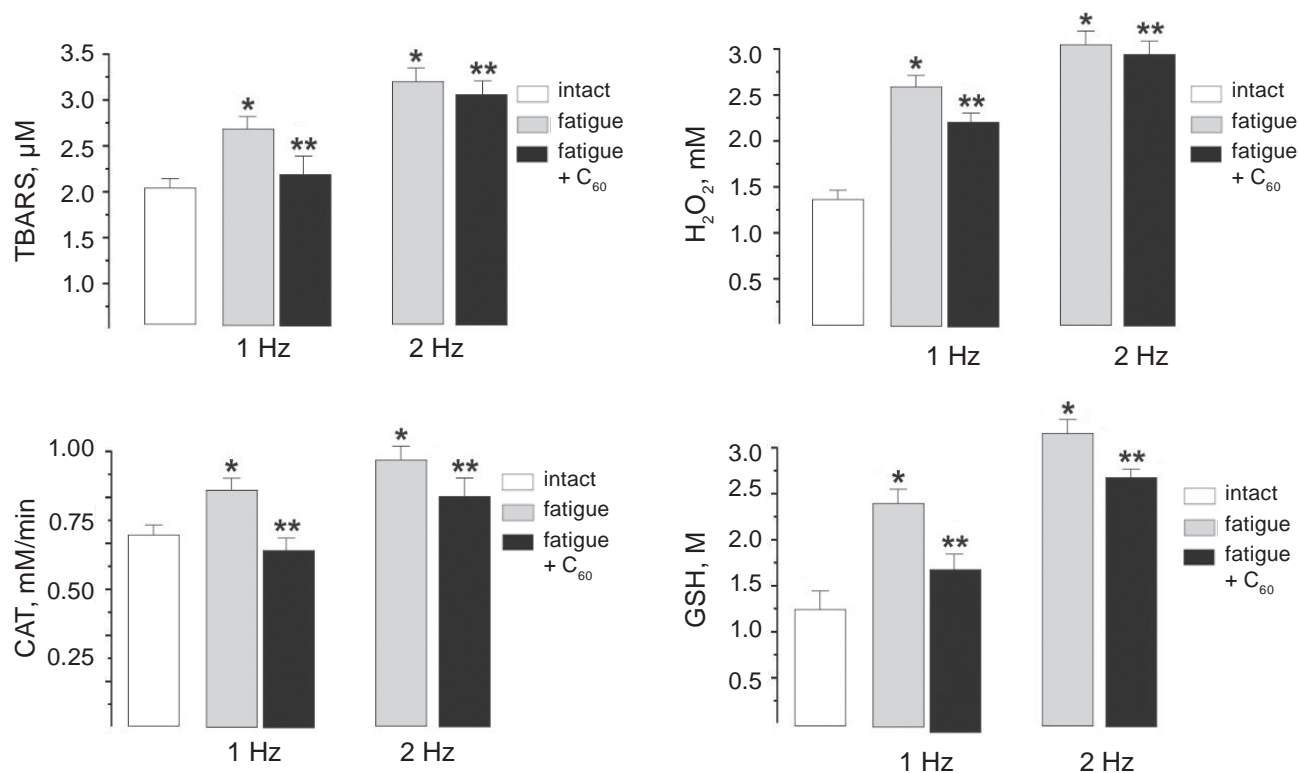 TBARS, µM
3.5
3.0
2.5
2.0
1.5
1.0
*
**
*
**
1 Hz
2 Hz
intact
fatigue
fatigue
+ C₆₀
H₂O₂, mM
3.0
2.5
2.0
1.5
1.0
0.5
*
**
*
**
1 Hz
2 Hz
intact
fatigue
fatigue
+ C₆₀
CAT, mM/min
1.00
0.75
0.50
0.25
*
**
*
**
1 Hz
2 Hz
intact
fatigue
fatigue
+ C₆₀
GSH, M
3.0
2.5
2.0
1.5
1.0
0.5
*
**
*
**
1 Hz
2 Hz
intact
fatigue
fatigue
+ C₆₀